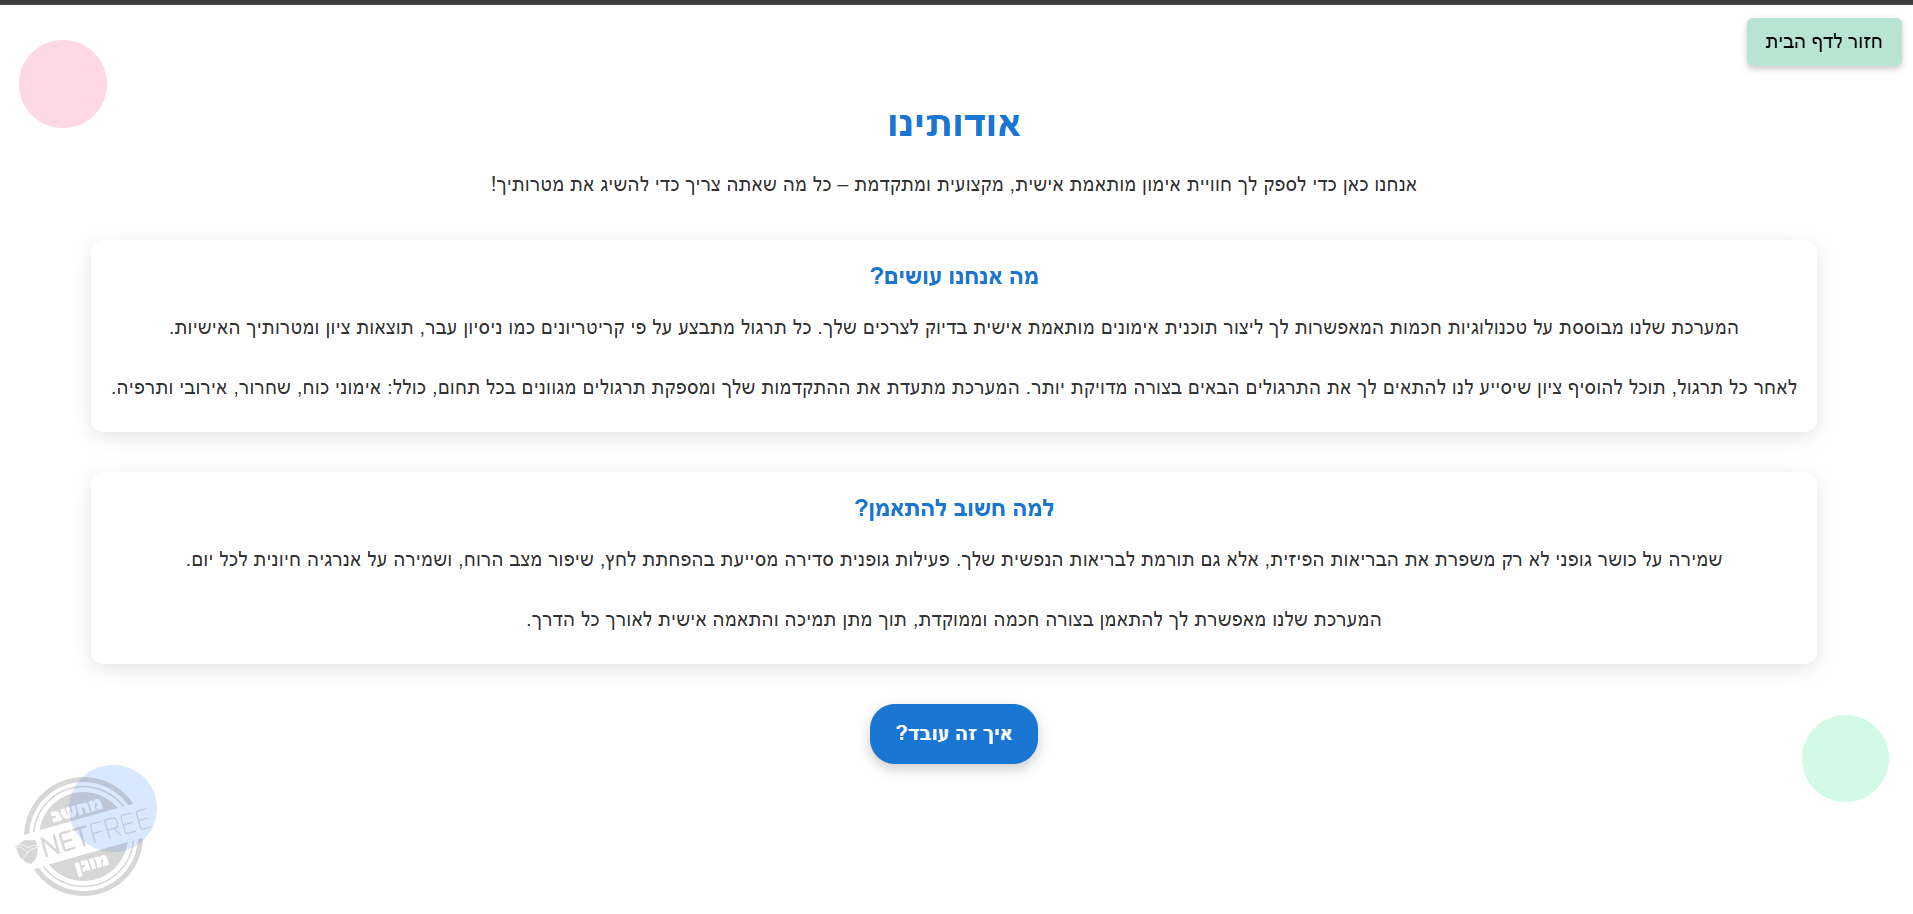 חזור לדף הבית
אודותינו
אנחנו כאן כדי לספק לך חוויית אימון מותאמת אישית, מקצועית ומתקדמת – כל מה שאתה צריך כדי להשיג את מטרותיך!
מה אנחנו עושים?
המערכת שלנו מבוססת על טכנולוגיות חכמות המאפשרות לך ליצור תוכנית אימונים מותאמת אישית בדיוק לצרכים שלך. כל תרגול מתבצע על פי קריטריונים כמו ניסיון עבר, תוצאות ציון ומטרותיך האישיות.
לאחר כל תרגול, תוכל להוסיף ציון שיסייע לנו להתאים לך את התרגולים הבאים בצורה מדויקת יותר. המערכת מתעדת את ההתקדמות שלך ומספקת תרגולים מגוונים בכל תחום, כולל: אימוני כוח, שחרור, אירובי ותרפיה.
למה חשוב להתאמן?
שמירה על כושר גופני לא רק משפרת את הבריאות הפיזית, אלא גם תורמת לבריאות הנפשית שלך. פעילות גופנית סדירה מסייעת בהפחתת לחץ, שיפור מצב הרוח, ושמירה על אנרגיה חיונית לכל יום.
המערכת שלנו מאפשרת לך להתאמן בצורה חכמה וממוקדת, תוך מתן תמיכה והתאמה אישית לאורך כל הדרך.
איך זה עובד?
מחשב
NETFREE
מוגן